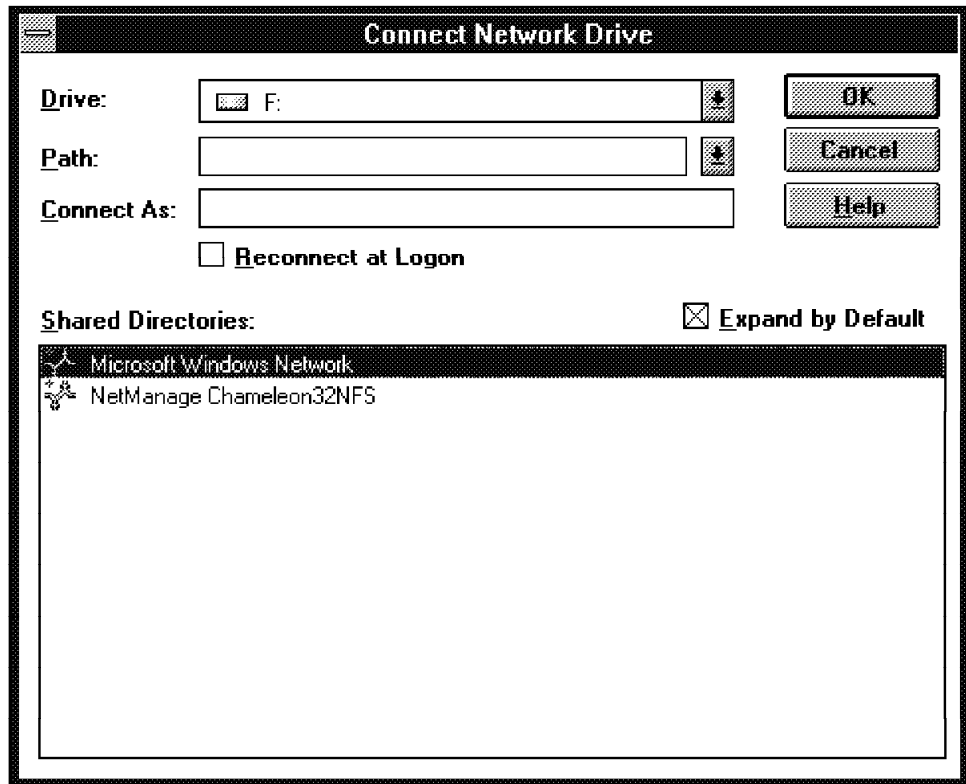 Connect Network Drive
Drive: F: OK
Path: Cancel
Connect As: Help
Reconnect at Logon
Shared Directories: Expand by Default
Microsoft Windows Network
NetManage Chameleon32NFS